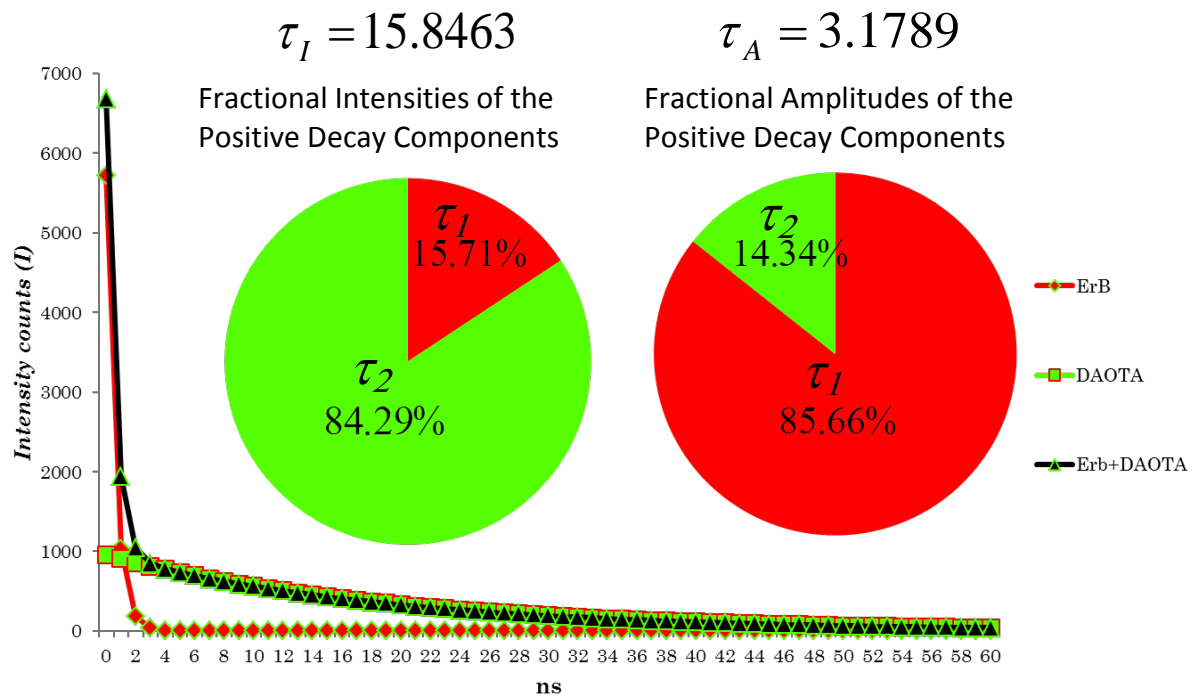 τI = 15.8463
τA = 3.1789
Fractional Intensities of the
Positive Decay Components
Fractional Amplitudes of the
Positive Decay Components
τ1
15.71%
τ2
84.29%
τ2
14.34%
τ1
85.66%
Intensity counts (I)
7000
6000
5000
4000
3000
2000
1000
0
0 2 4 6 8 10 12 14 16 18 20 22 24 26 28 30 32 34 36 38 40 42 44 46 48 50 52 54 56 58 60
ns
ErB
DAOTA
Erb+DAOTA